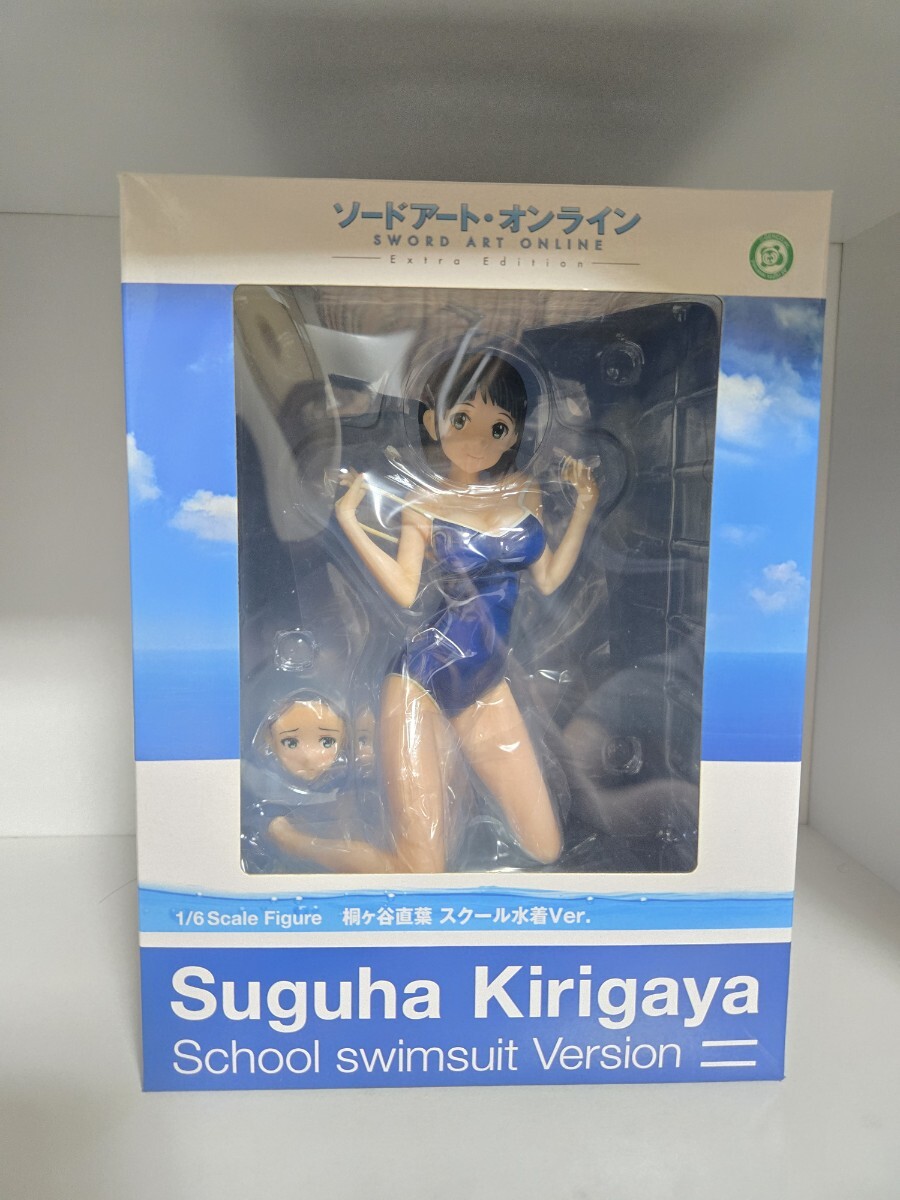 ソードアート・オンライン
SWORD ART ONLINE
Extra Edition
1/6 Scale Figure 桐ヶ谷直葉 スクール水着Ver.
Suguha Kirigaya
School swimsuit Version